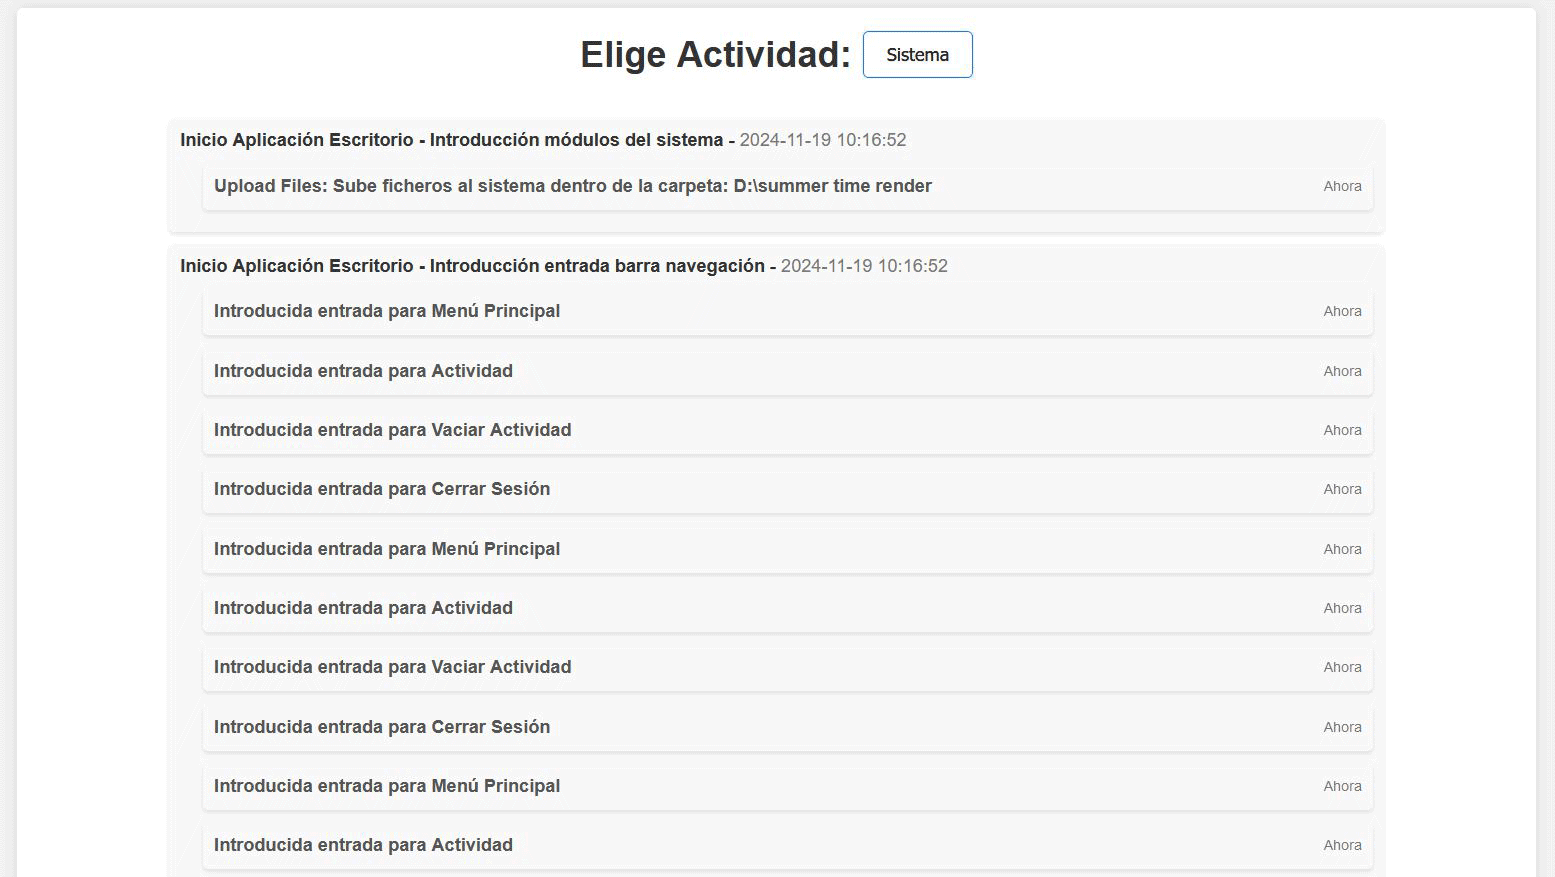 Elige Actividad: Sistema
Inicio Aplicación Escritorio - Introducción módulos del sistema - 2024-11-19 10:16:52
Upload Files: Sube ficheros al sistema dentro de la carpeta: D:\summer time render Ahora
Inicio Aplicación Escritorio - Introducción entrada barra navegación - 2024-11-19 10:16:52
Introducida entrada para Menú Principal Ahora
Introducida entrada para Actividad Ahora
Introducida entrada para Vaciar Actividad Ahora
Introducida entrada para Cerrar Sesión Ahora
Introducida entrada para Menú Principal Ahora
Introducida entrada para Actividad Ahora
Introducida entrada para Vaciar Actividad Ahora
Introducida entrada para Cerrar Sesión Ahora
Introducida entrada para Menú Principal Ahora
Introducida entrada para Actividad Ahora